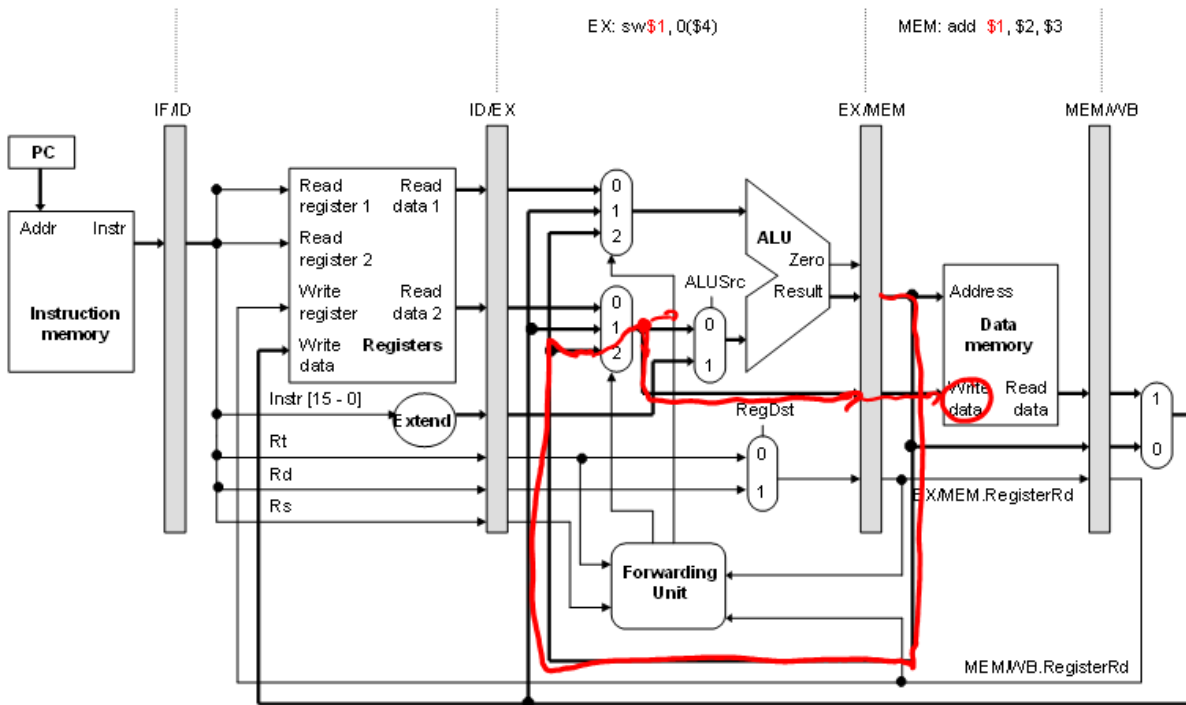 EX: sw$1, 0($4)
MEM: add $1, $2, $3
IF/ID
ID/EX
EX/MEM
MEM/WB
PC
Addr
Instr
Instruction
memory
Read
register 1
Read
data 1
Read
register 2
Write
register
Read
data 2
Write
data
Registers
Instr [15 - 0]
Extend
Rt
Rd
Rs
0
1
2
0
1
2
ALUSrc
0
1
ALU
Zero
Result
RegDst
0
1
Forwarding
Unit
Address
Data
memory
Write
data
Read
data
1
0
EX/MEM.RegisterRd
MEM/WB.RegisterRd